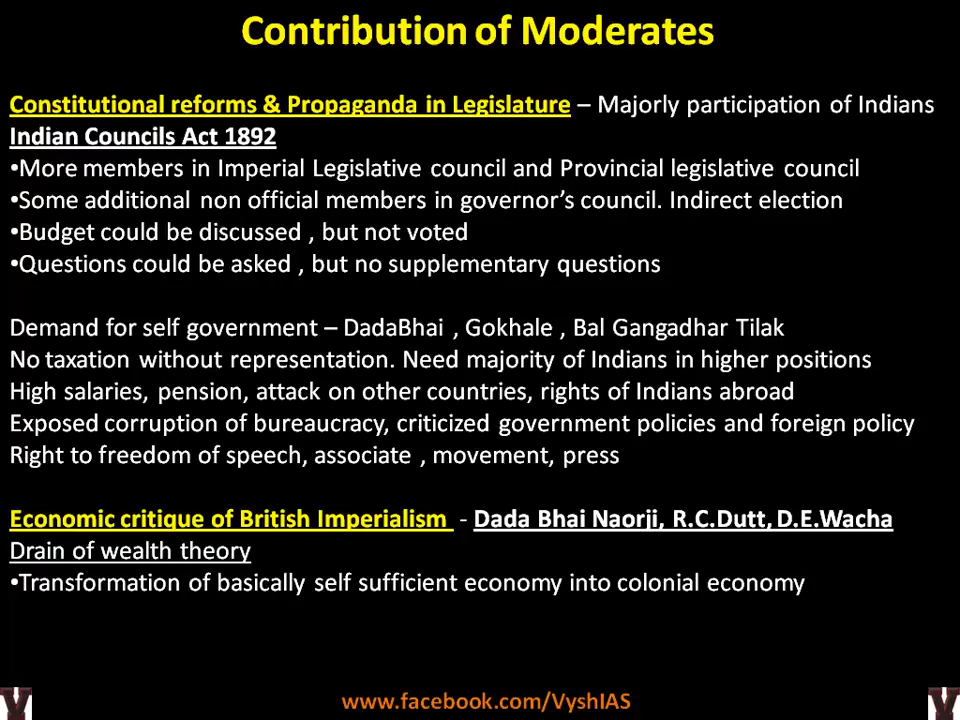 Contribution of Moderates
Constitutional reforms & Propaganda in Legislature – Majorly participation of Indians
Indian Councils Act 1892
•More members in Imperial Legislative council and Provincial legislative council
•Some additional non official members in governor's council. Indirect election
•Budget could be discussed , but not voted
•Questions could be asked , but no supplementary questions
Demand for self government – DadaBhai , Gokhale , Bal Gangadhar Tilak
No taxation without representation. Need majority of Indians in higher positions
High salaries, pension, attack on other countries, rights of Indians abroad
Exposed corruption of bureaucracy, criticized government policies and foreign policy
Right to freedom of speech, associate , movement, press
Economic critique of British Imperialism - Dada Bhai Naorji, R.C.Dutt, D.E.Wacha
Drain of wealth theory
•Transformation of basically self sufficient economy into colonial economy
www.facebook.com/VyshIAS
V V